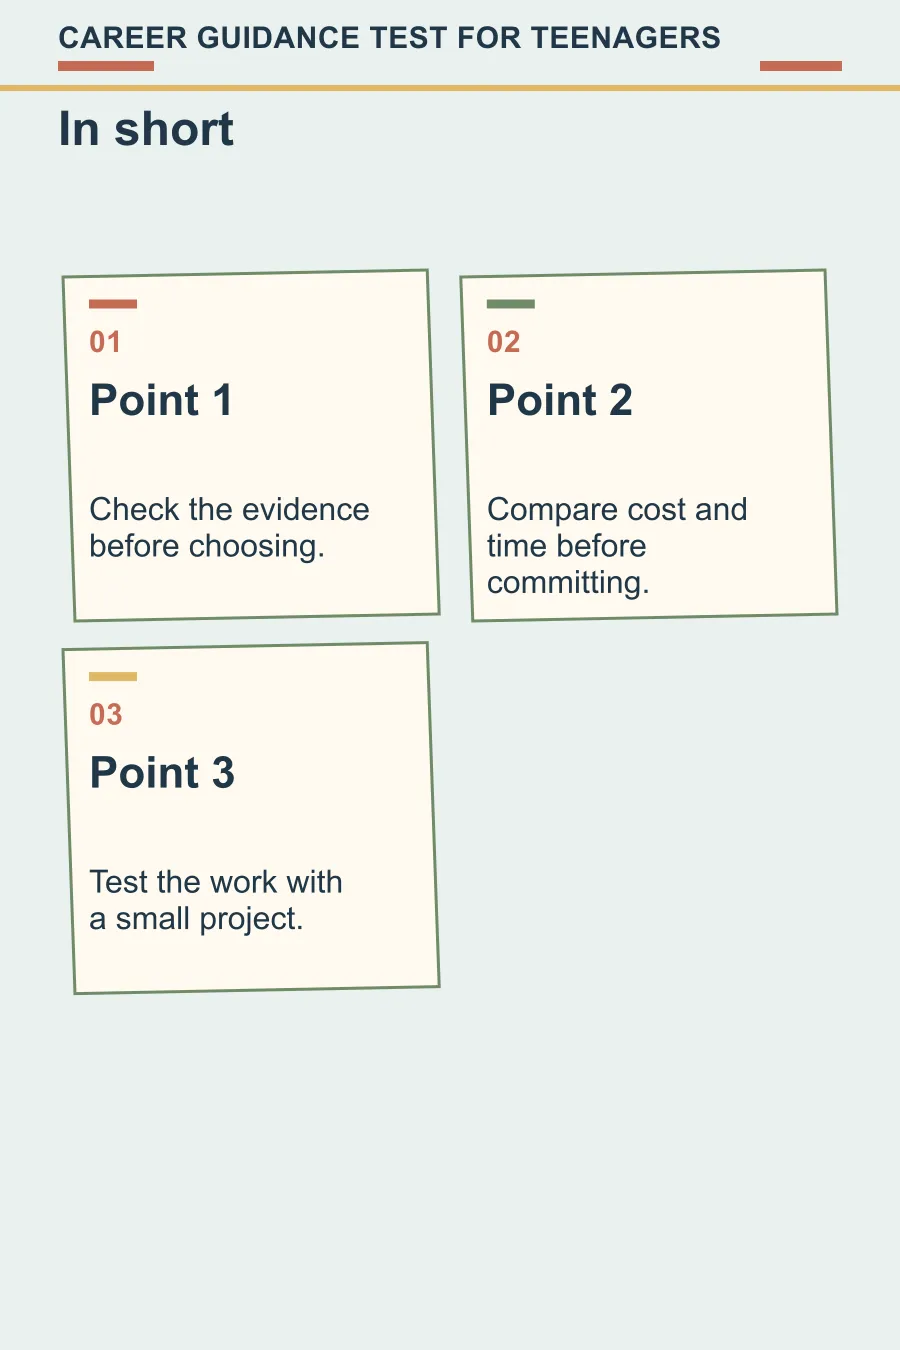 CAREER GUIDANCE TEST FOR TEENAGERS
In short
01
Point 1
Check the evidence
before choosing.
02
Point 2
Compare cost and
time before
committing.
03
Point 3
Test the work with
a small project.